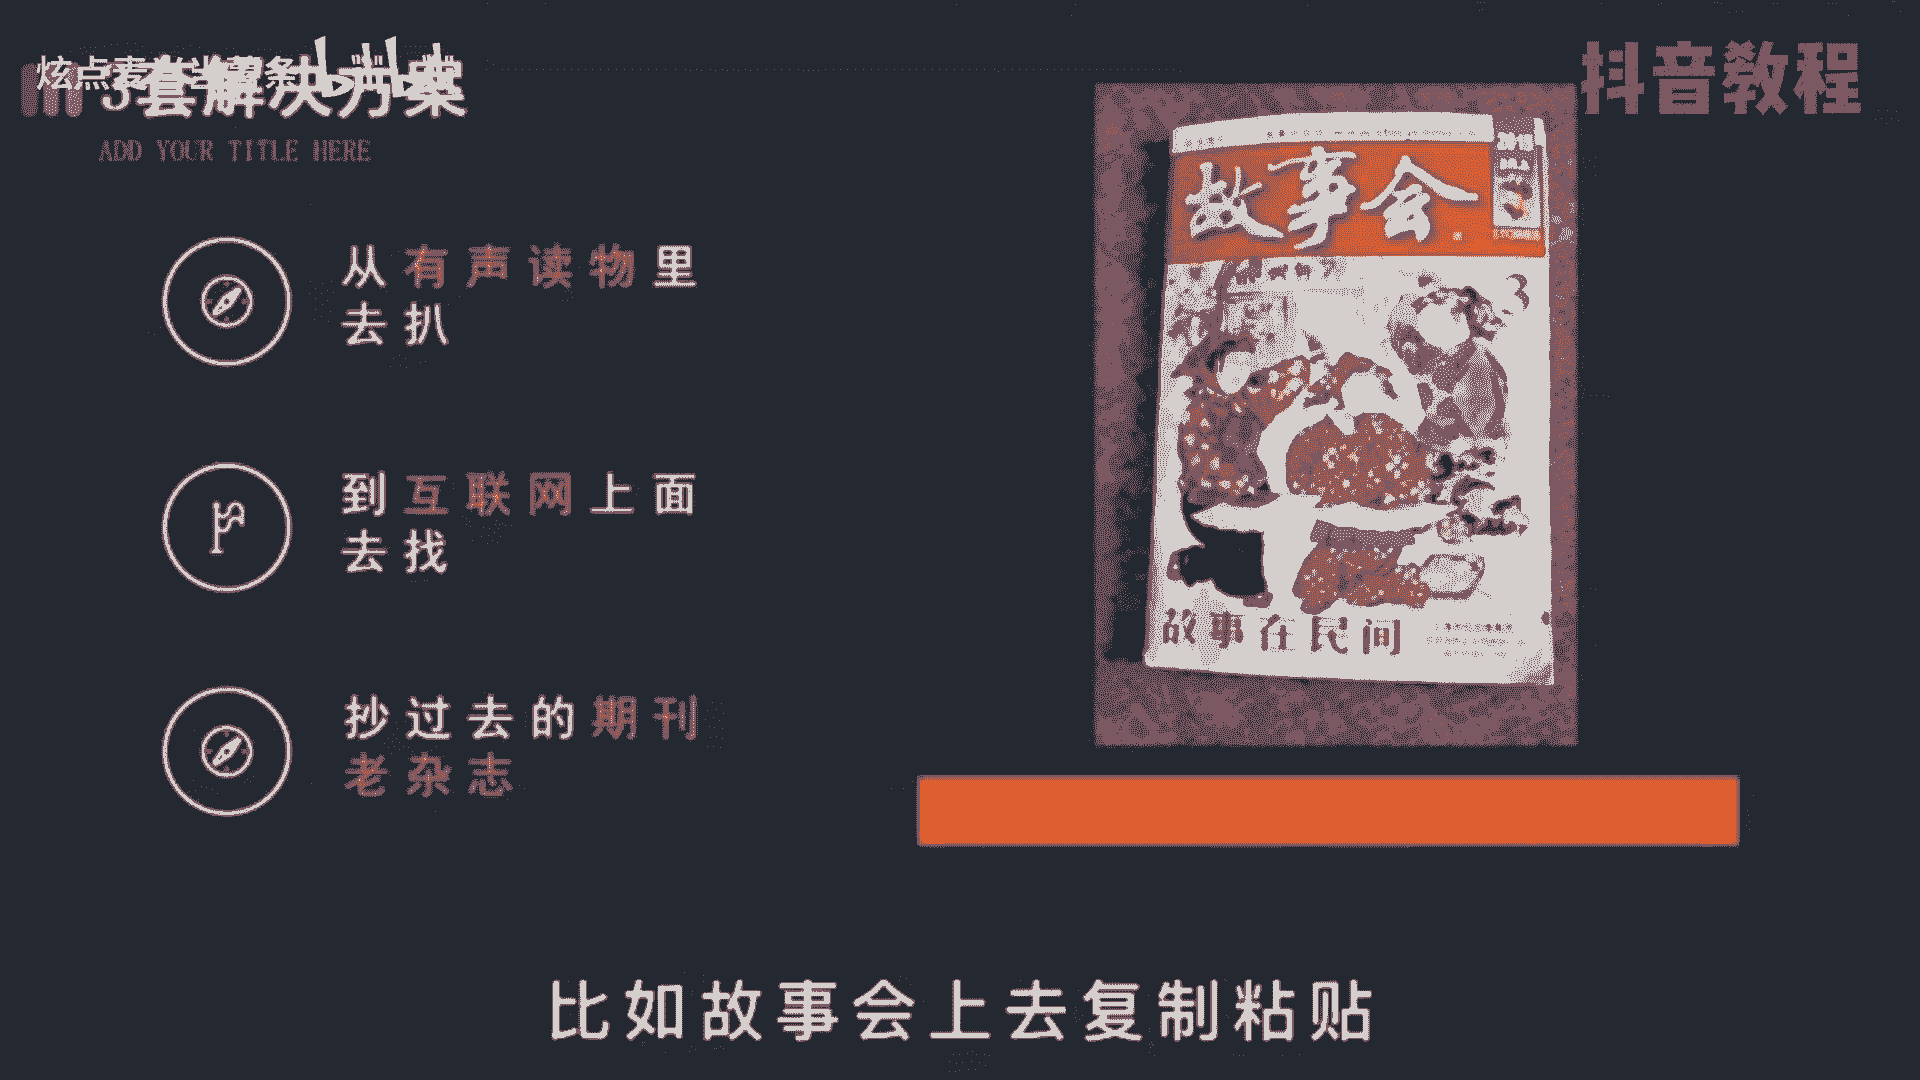 3套解决方案
抖音教程
ADD YOUR TITLE HERE
从有声读物里
去扒
到互联网上面
去找
抄过去的期刊
老杂志
故事会
故事在民间
比如故事会上去复制粘贴